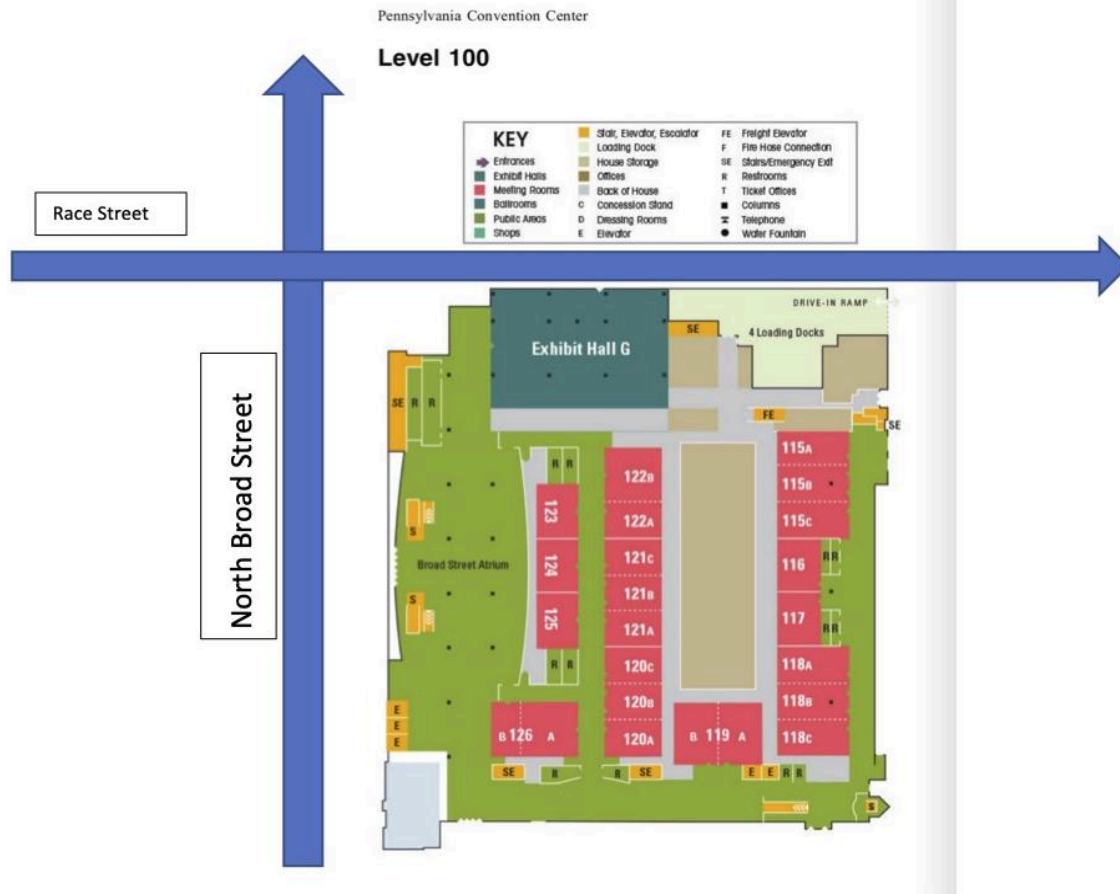 Pennsylvania Convention Center
Level 100
KEY
Entrances
Exhibit Halls
Meeting Rooms
Ballrooms
Public Areas
Shops
Stair, Elevator, Escalator
Loading Dock
House Storage
Offices
Back of House
C Concession Stand
D Dressing Rooms
E Elevator
FE Freight Elevator
F Fire Hose Connection
SE Stairs/Emergency Exit
R Restrooms
T Ticket Offices
Columns
Telephone
Water Fountain
Race Street
North Broad Street
DRIVE-IN RAMP
SE
4 Loading Docks
Exhibit Hall G
SE R R
FE
SE
115A
R R
122B
115B
123
S
122A
115C
Broad Street Atrium
124
121C
116
R R
121B
S
125
121A
117
R R
R R
120C
118A
120B
118B
E
E
E
B 126 A
120A
B 119 A
118C
SE
R
R
SE
E E R R
S